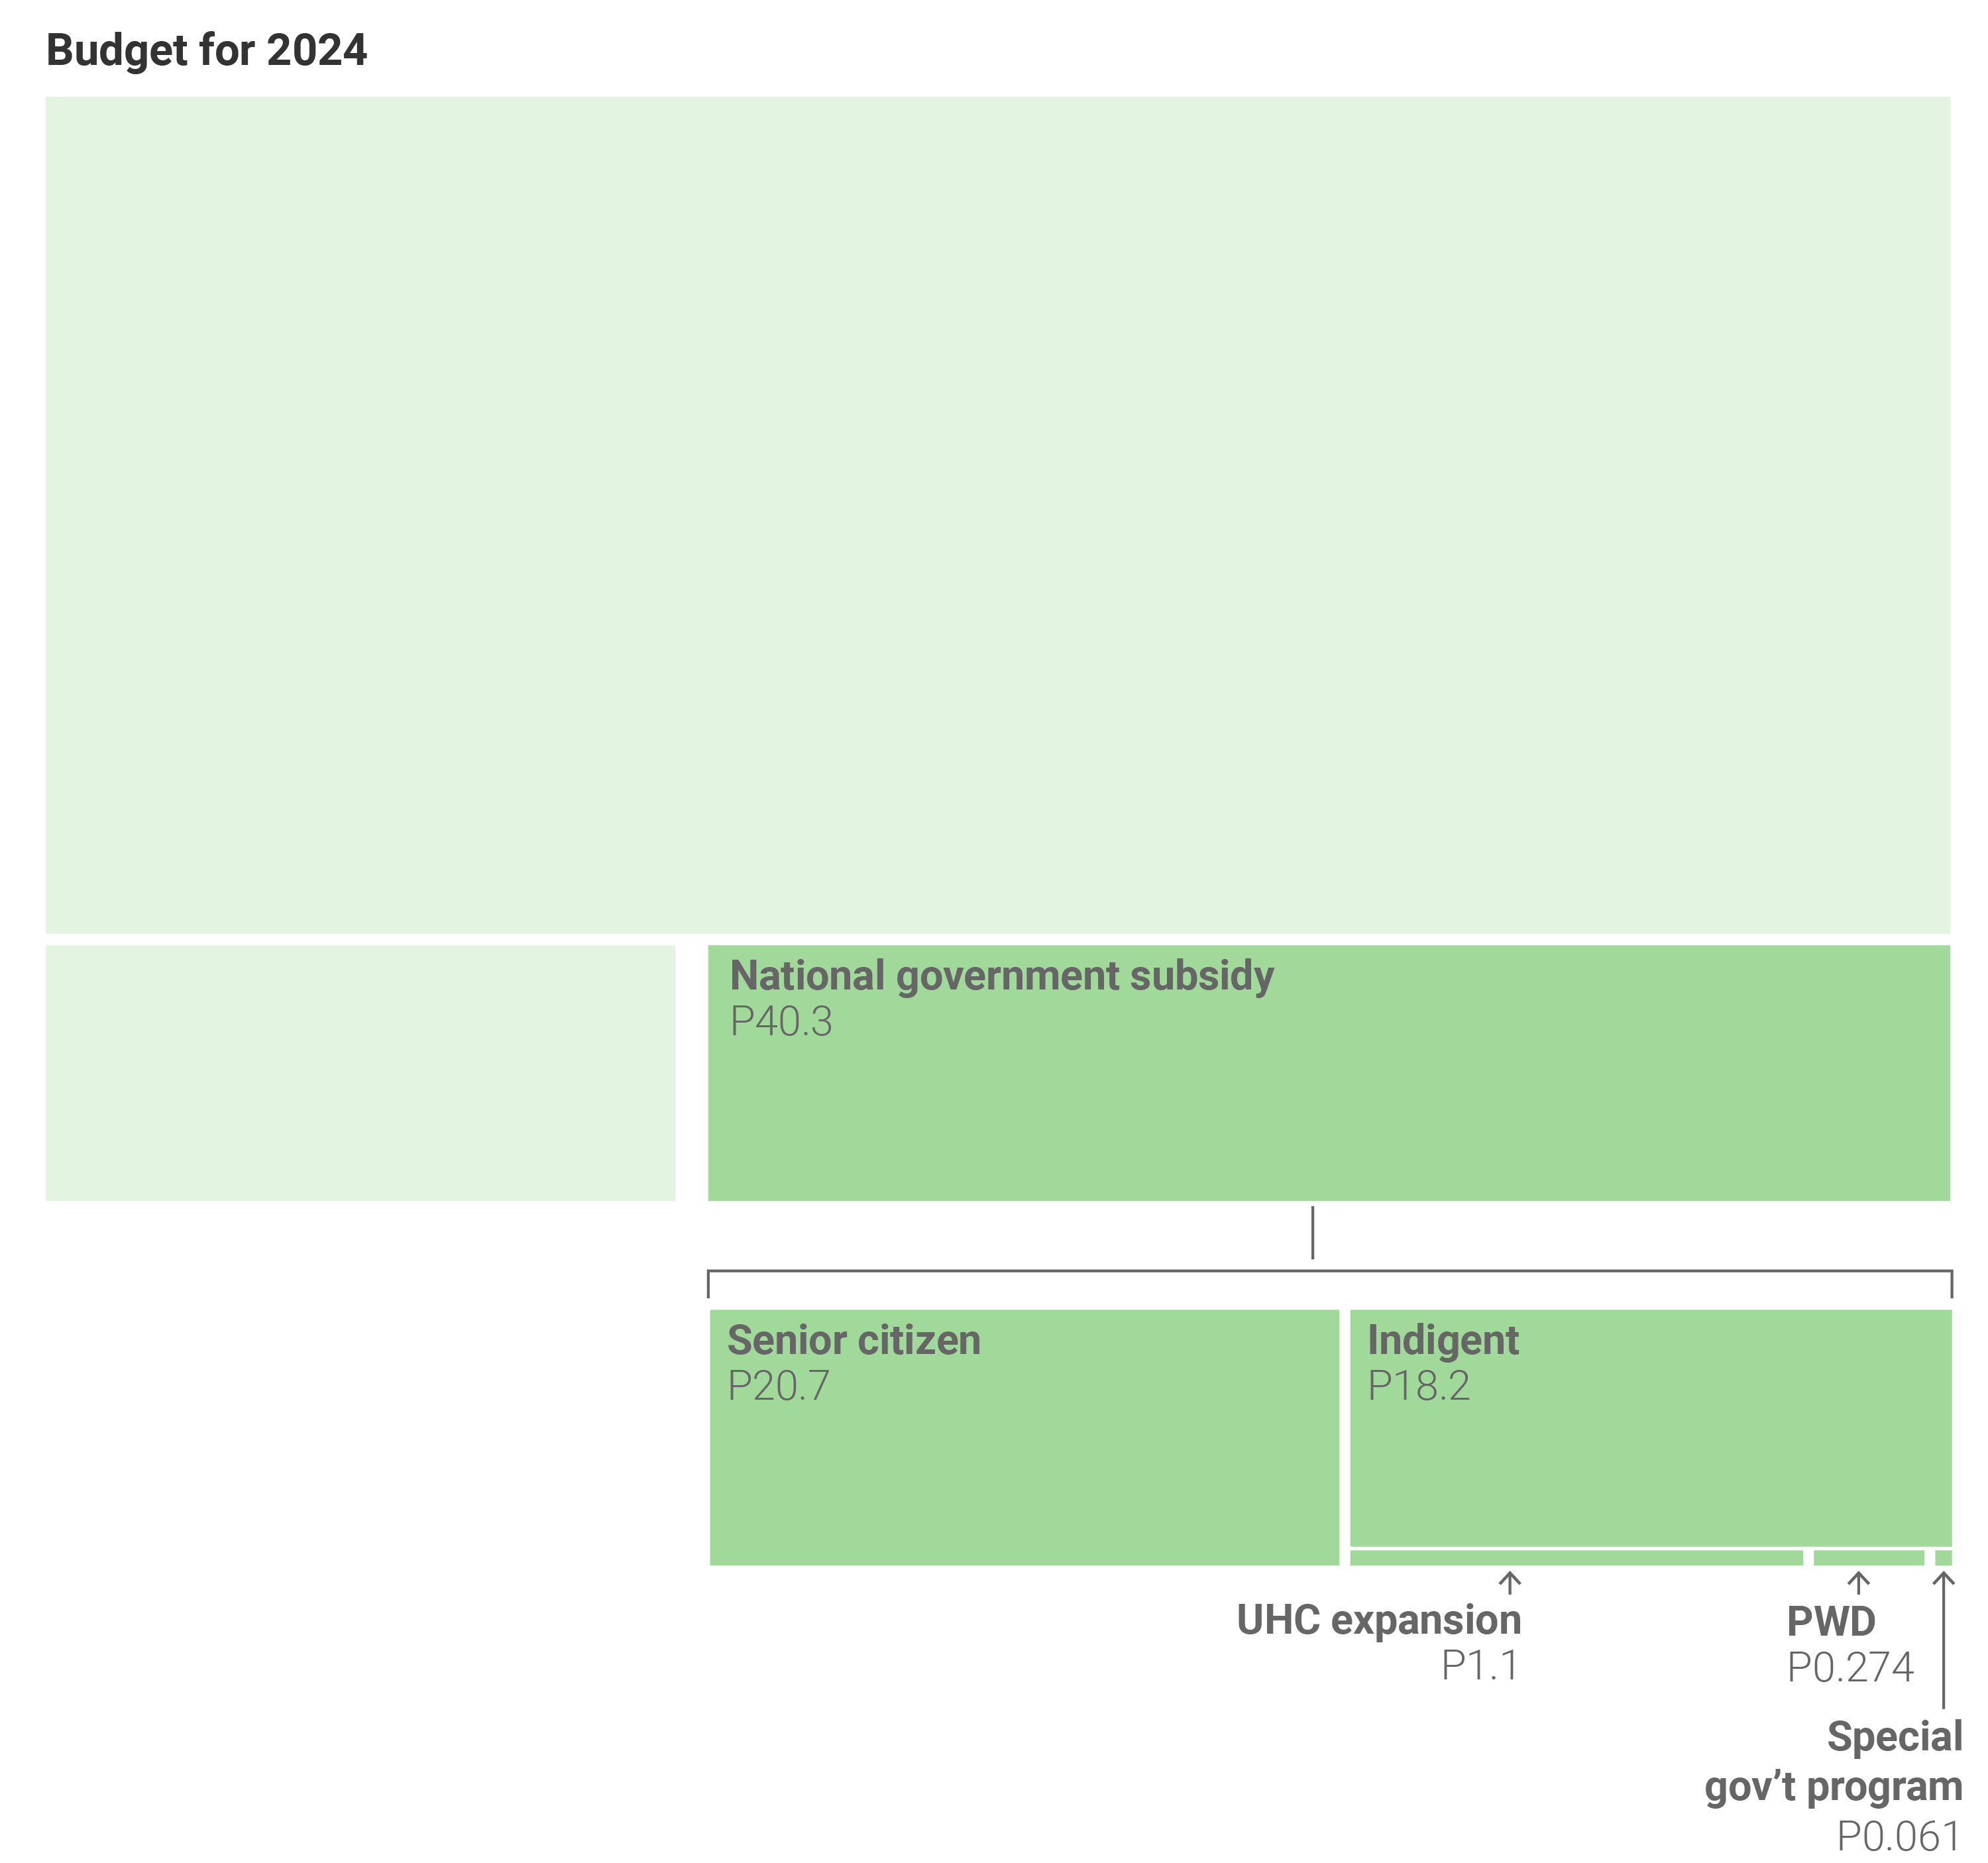 Budget for 2024
National government subsidy
P40.3
Senior citizen
P20.7
Indigent
P18.2
UHC expansion
P1.1
PWD
P0.274
Special
gov’t program
P0.061